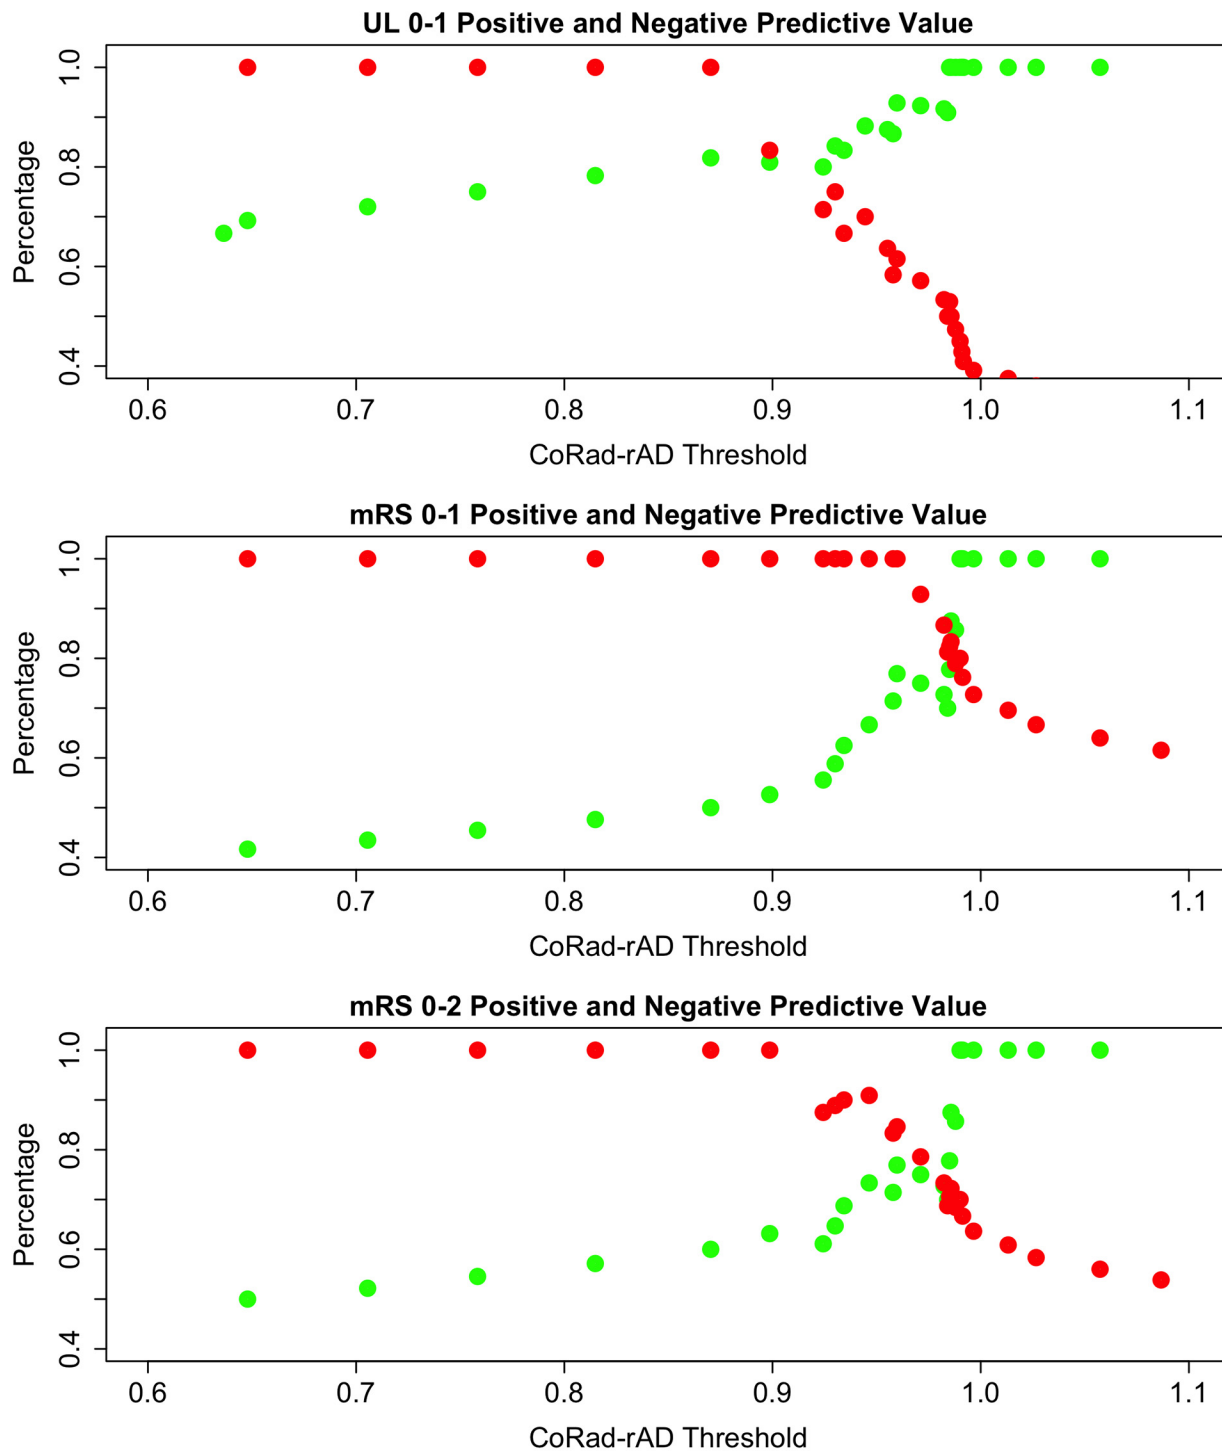 UL 0-1 Positive and Negative Predictive Value
Percentage
1.0
0.8
0.6
0.4
0.6 0.7 0.8 0.9 1.0 1.1
CoRad-rAD Threshold
mRS 0-1 Positive and Negative Predictive Value
Percentage
1.0
0.8
0.6
0.4
0.6 0.7 0.8 0.9 1.0 1.1
CoRad-rAD Threshold
mRS 0-2 Positive and Negative Predictive Value
Percentage
1.0
0.8
0.6
0.4
0.6 0.7 0.8 0.9 1.0 1.1
CoRad-rAD Threshold